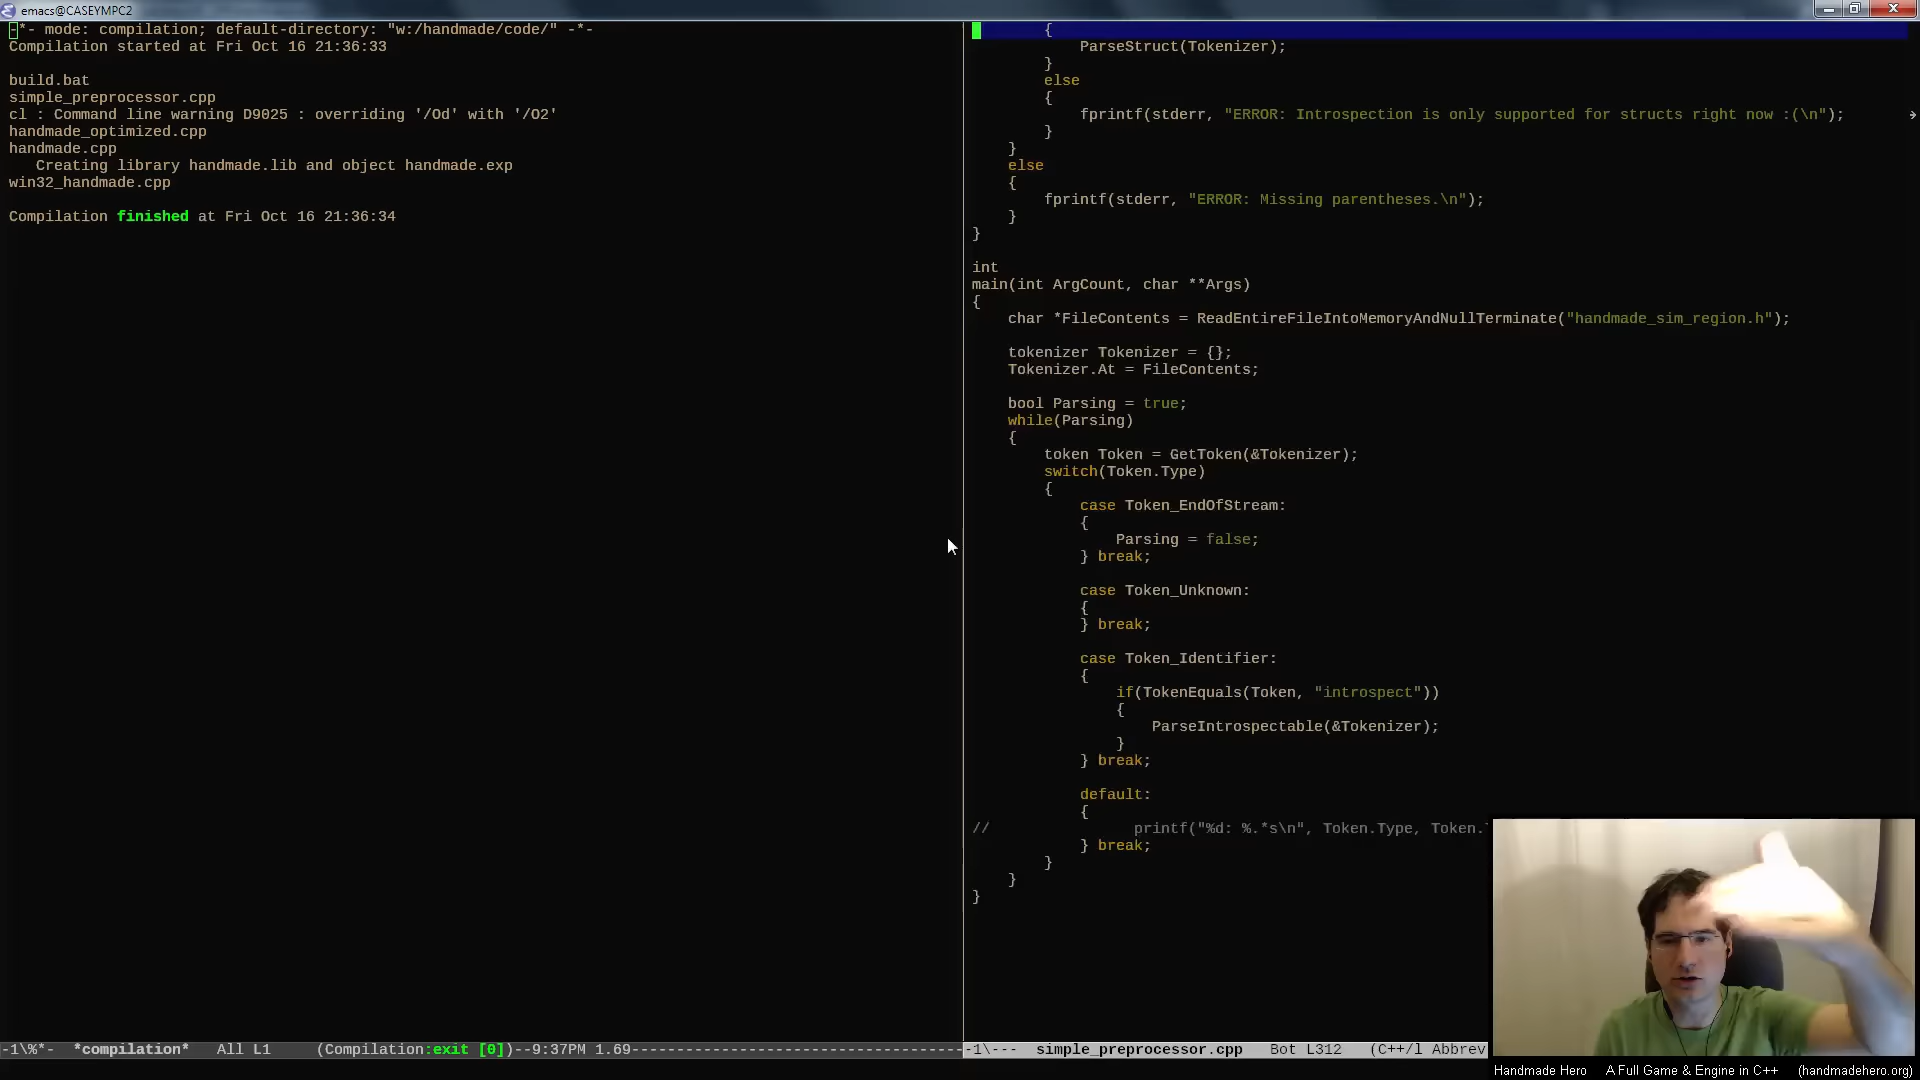 emacs@CASEYMPC2
-*- mode: compilation; default-directory: "w:/handmade/code/" -*-
Compilation started at Fri Oct 16 21:36:33
build.bat
simple_preprocessor.cpp
cl : Command line warning D9025 : overriding '/Od' with '/O2'
handmade_optimized.cpp
handmade.cpp
Creating library handmade.lib and object handmade.exp
win32_handmade.cpp
Compilation finished at Fri Oct 16 21:36:34
-1\%*-  *compilation*   All L1     (Compilation:exit [0])--9:37PM 1.69-------------------------------------
{
ParseStruct(Tokenizer);
}
else
{
fprintf(stderr, "ERROR: Introspection is only supported for structs right now :(\n");
}
}
else
{
fprintf(stderr, "ERROR: Missing parentheses.\n");
}
}
int
main(int ArgCount, char **Args)
{
char *FileContents = ReadEntireFileIntoMemoryAndNullTerminate("handmade_sim_region.h");
tokenizer Tokenizer = {};
Tokenizer.At = FileContents;
bool Parsing = true;
while(Parsing)
{
token Token = GetToken(&Tokenizer);
switch(Token.Type)
{
case Token_EndOfStream:
{
Parsing = false;
} break;
case Token_Unknown:
{
} break;
case Token_Identifier:
{
if(TokenEquals(Token, "introspect"))
{
ParseIntrospectable(&Tokenizer);
}
} break;
default:
{
//                printf("%d: %.*s\n", Token.Type, Token.
} break;
}
}
}
-1\---  simple_preprocessor.cpp   Bot L312   (C++/l Abbrev
Handmade Hero   A Full Game & Engine in C++   (handmadehero.org)